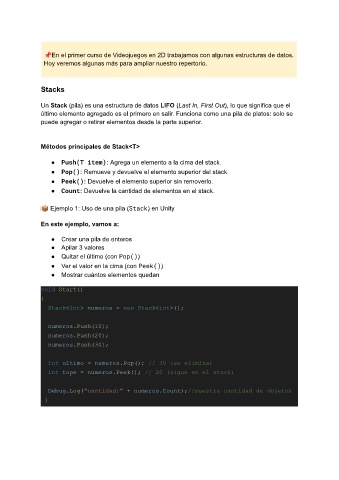 📌En el primer curso de Videojuegos en 2D trabajamos con algunas estructuras de datos.
Hoy veremos algunas más para ampliar nuestro repertorio.
Stacks
Un Stack (pila) es una estructura de datos LIFO (Last In, First Out), lo que significa que el
último elemento agregado es el primero en salir. Funciona como una pila de platos: solo se
puede agregar o retirar elementos desde la parte superior.
Métodos principales de Stack<T>
● Push(T item): Agrega un elemento a la cima del stack.
● Pop(): Remueve y devuelve el elemento superior del stack.
● Peek(): Devuelve el elemento superior sin removerlo.
● Count: Devuelve la cantidad de elementos en el stack.
📦 Ejemplo 1: Uso de una pila (Stack) en Unity
En este ejemplo, vamos a:
● Crear una pila de enteros
● Apilar 3 valores
● Quitar el último (con Pop())
● Ver el valor en la cima (con Peek())
● Mostrar cuántos elementos quedan
void Start()
{
Stack<int> numeros = new Stack<int>();
numeros.Push(10);
numeros.Push(20);
numeros.Push(30);
int ultimo = numeros.Pop(); // 30 (se elimina)
int tope = numeros.Peek(); // 20 (sigue en el stack)
Debug.Log("cantidad:" + numeros.Count);//muestra cantidad de objetos
}